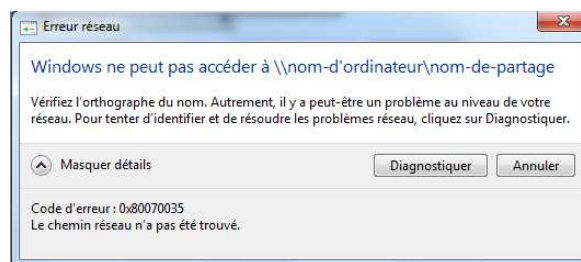 Erreur réseau
Windows ne peut pas accéder à \\nom-d'ordinateur\nom-de-partage
Vérifiez l'orthographe du nom. Autrement, il y a peut-être un problème au niveau de votre
réseau. Pour tenter d'identifier et de résoudre les problèmes réseau, cliquez sur Diagnostiquer.
Masquer détails
Diagnostiquer
Annuler
Code d'erreur : 0x80070035
Le chemin réseau n'a pas été trouvé.